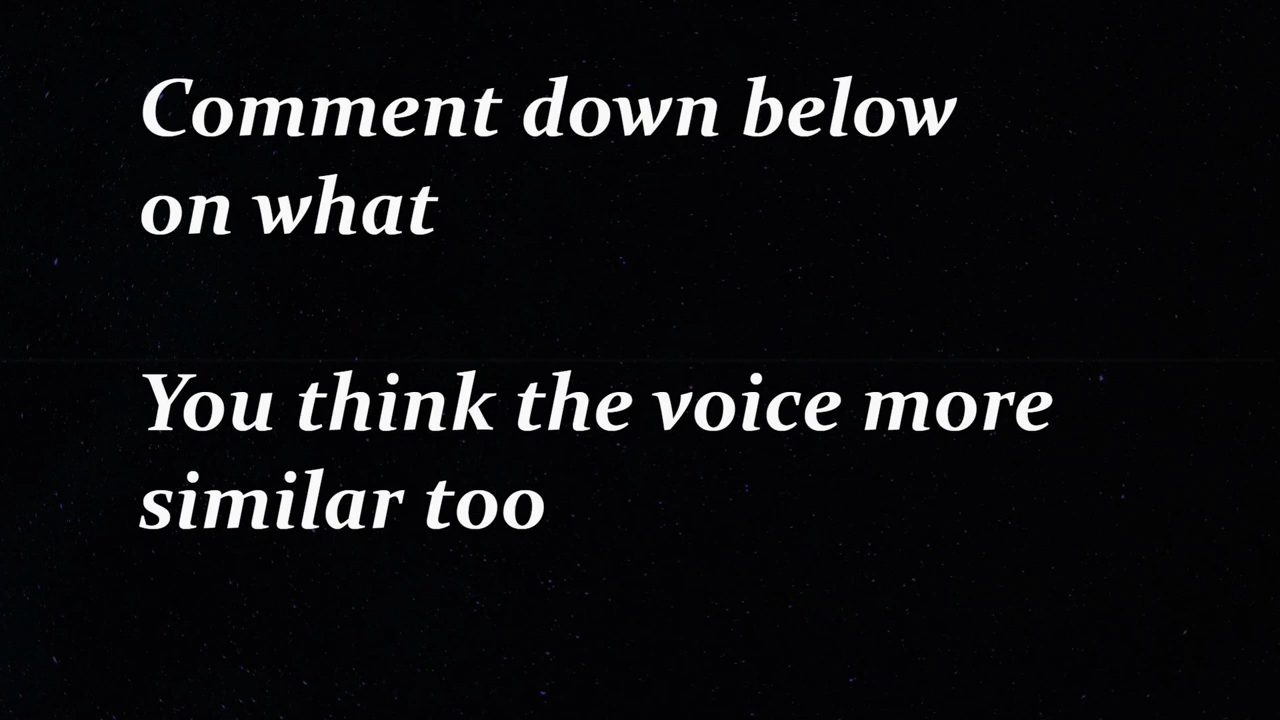 Comment down below
on what
You think the voice more
similar too